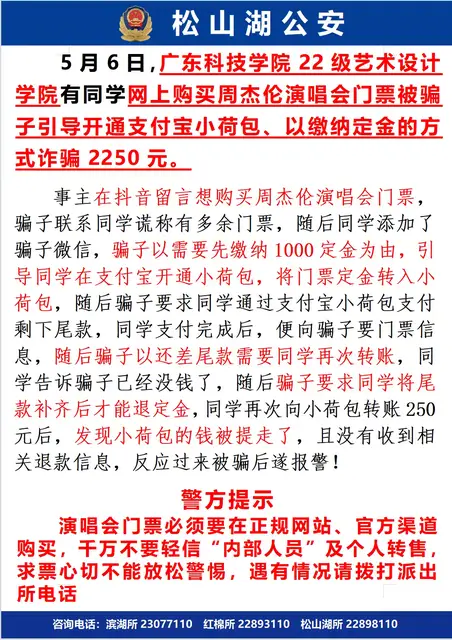 松山湖公安
5月6日,广东科技学院22级艺术设计
学院有同学网上购买周杰伦演唱会门票被骗
子引导开通支付宝小荷包、以缴纳定金的方
式诈骗2250元。
事主在抖音留言想购买周杰伦演唱会门票，
骗子联系同学谎称有多余门票，随后同学添加了
骗子微信，骗子以需要先缴纳1000定金为由，引
导同学在支付宝开通小荷包，将门票定金转入小
荷包，随后骗子要求同学通过支付宝小荷包支付
剩下尾款，同学支付完成后，便向骗子要门票信
息，随后骗子以还差尾款需要同学再次转账，同
学告诉骗子已经没钱了，随后骗子要求同学将尾
款补齐后才能退定金，同学再次向小荷包转账250
元后，发现小荷包的钱被提走了，且没有收到相
关退款信息，反应过来被骗后遂报警！
警方提示
演唱会门票必须要在正规网站、官方渠道
购买，千万不要轻信“内部人员”及个人转售，
求票心切不能放松警惕，遇有情况请拨打派出
所电话
咨询电话：滨湖所 23077110 红棉所 22893110 松山湖所 22898110